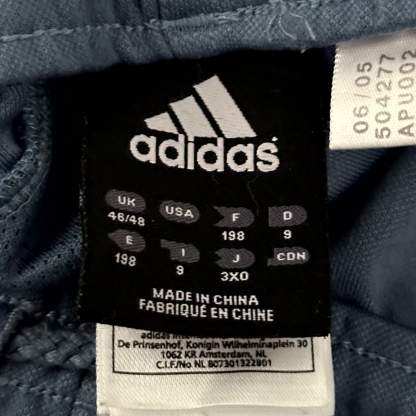 adidas
UK USA F D
46/48 198 9
E I J CDN
198 9 3X0
MADE IN CHINA
FABRIQUÉ EN CHINE
De Prinsenhof, Konigin Wilhelminaplein 30
1062 KR Amsterdam, NL
C.I.F/No NL 807301322B01
06/05
504277
APU002